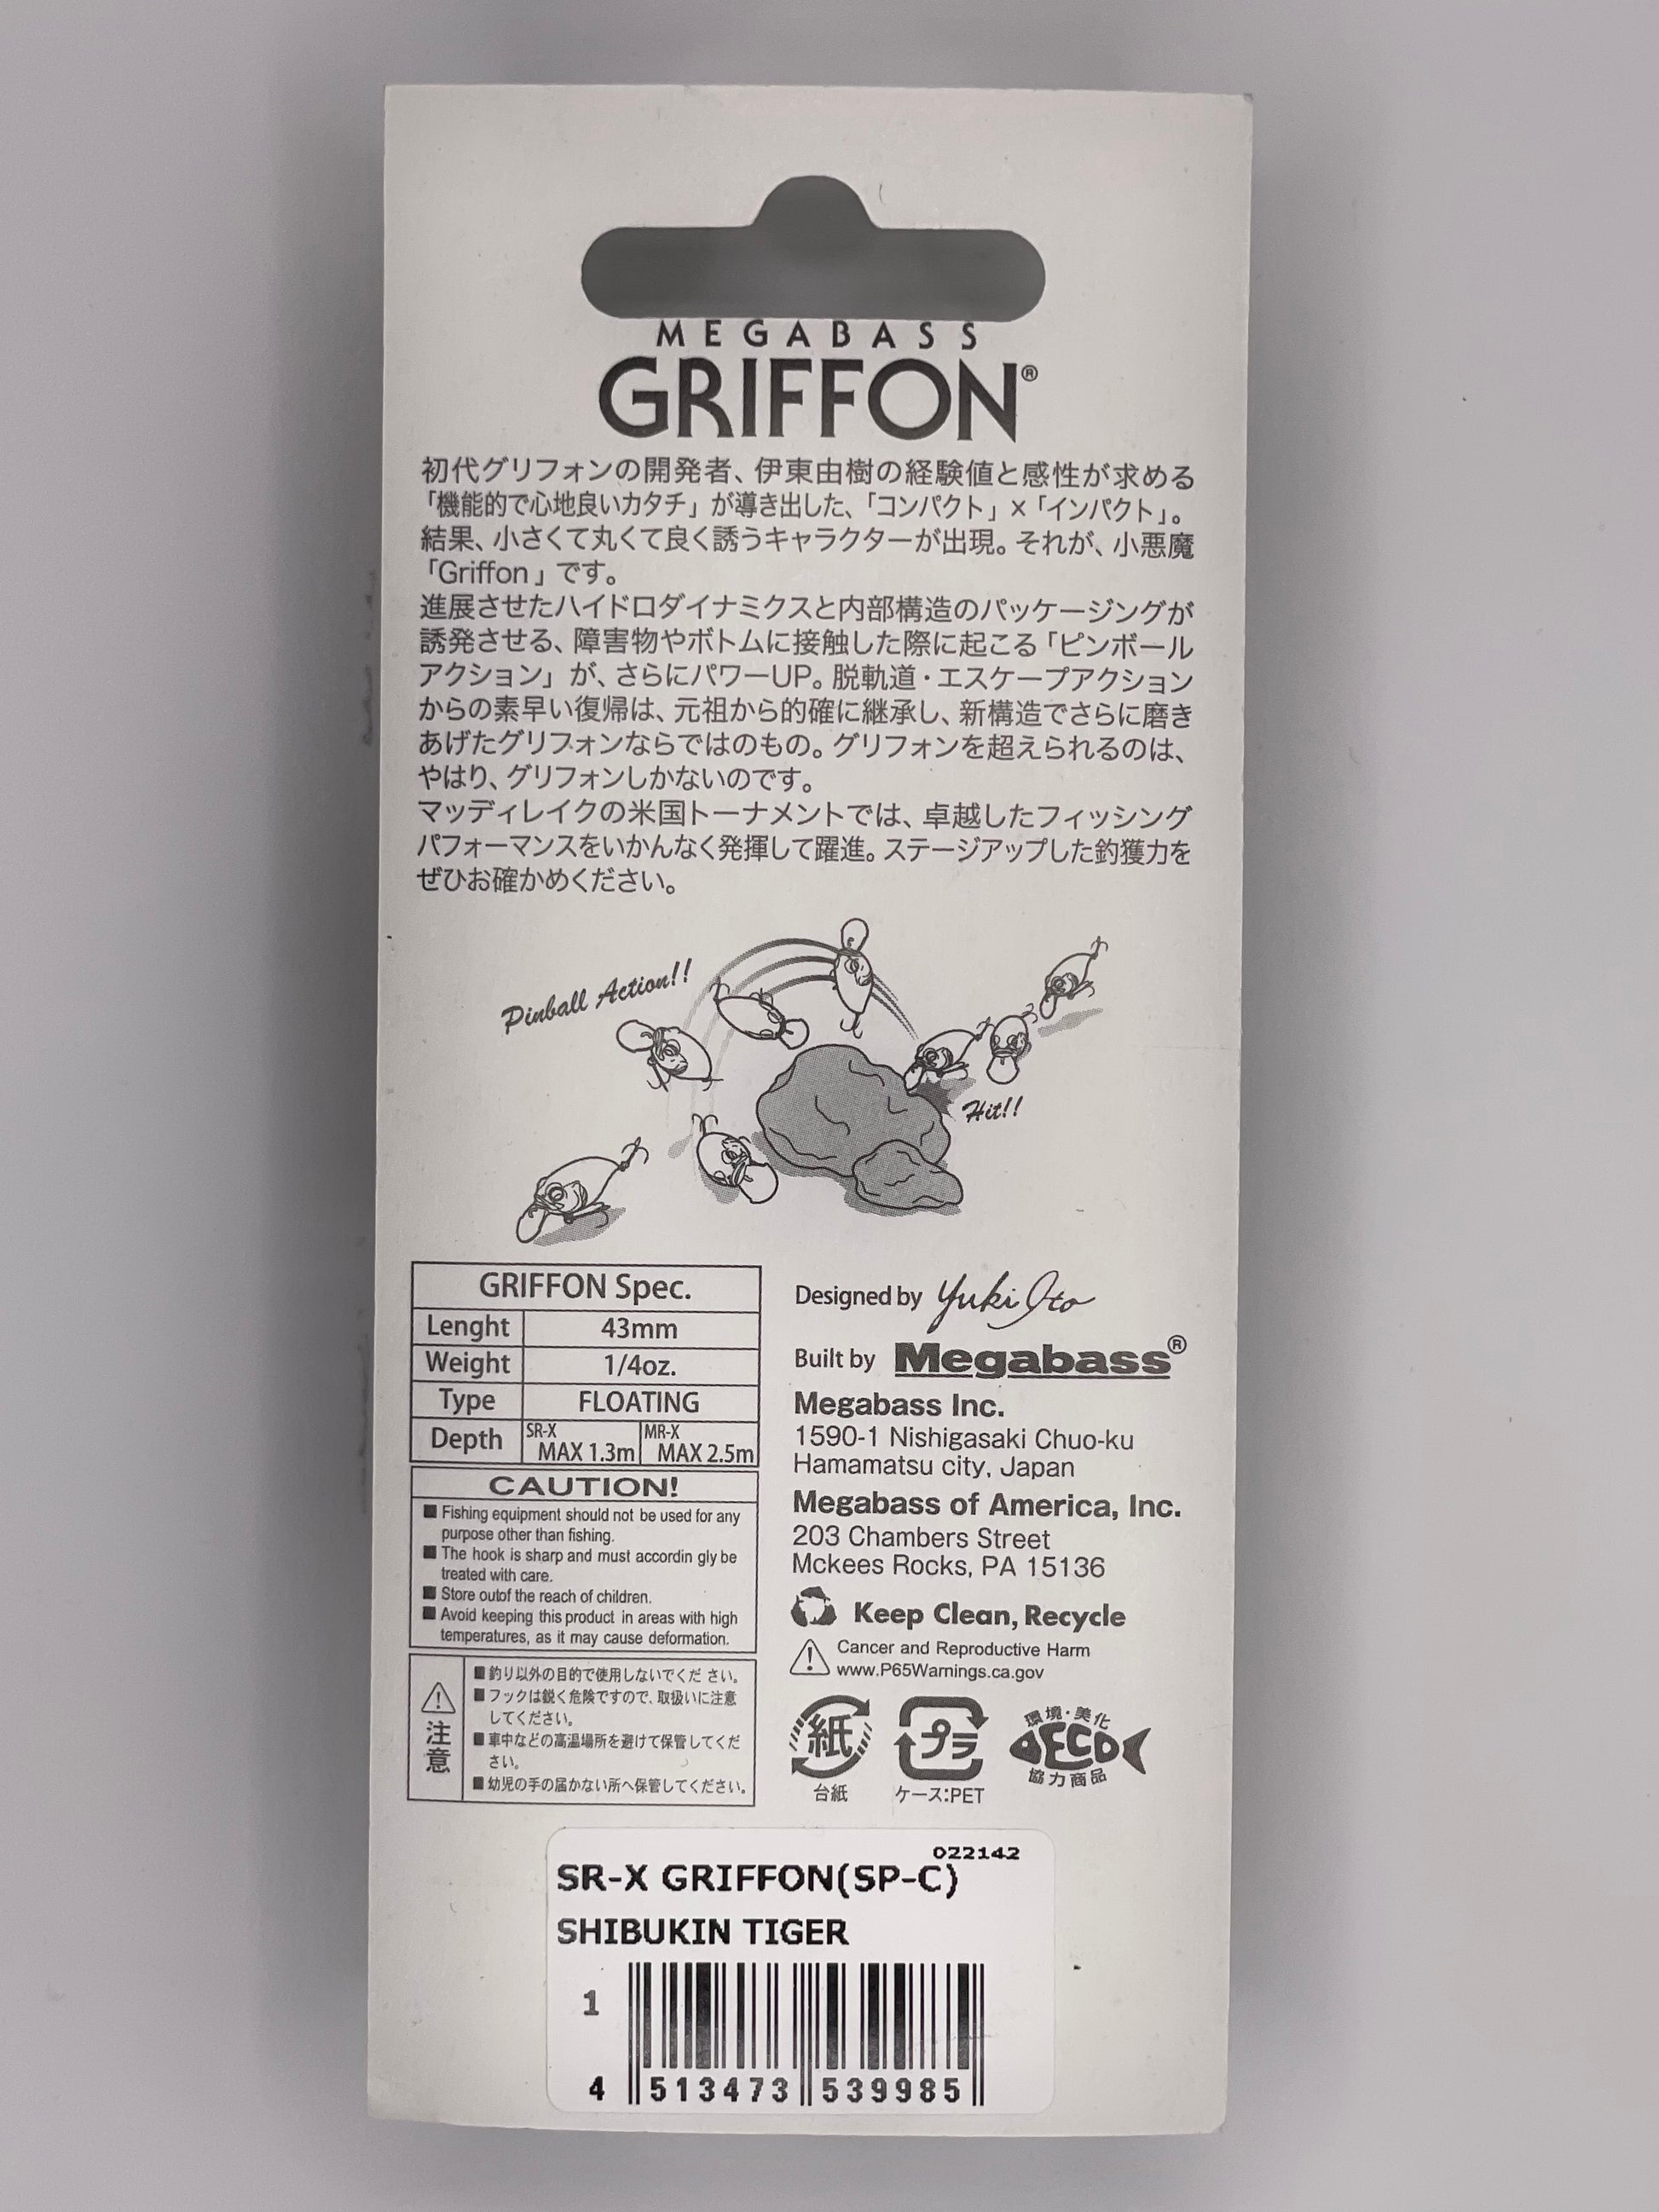 MEGABASS
GRIFFON®
初代グリフォンの開発者、伊東由樹の経験値と感性が求める
「機能的で心地良いカタチ」が導き出した、「コンパクト」×「インパクト」。
結果、小さくて丸くて良く誘うキャラクターが出現。それが、小悪魔
「Griffon」です。
進展させたハイドロダイナミクスと内部構造のパッケージングが
誘発させる、障害物やボトムに接触した際に起こる「ピンボール
アクション」が、さらにパワーUP。脱軌道・エスケープアクション
からの素早い復帰は、元祖から的確に継承し、新構造でさらに磨き
あげたグリフォンならではのもの。グリフォンを超えられるのは、
やはり、グリフォンしかないのです。
マッディレイクの米国トーナメントでは、卓越したフィッシング
パフォーマンスをいかんなく発揮して躍進。ステージアップした釣獲力を
ぜひお確かめください。
Pinball Action!!
Hit!!
GRIFFON Spec.
Lenght 43mm
Weight 1/4oz.
Type FLOATING
Depth SR-X MAX 1.3m MR-X MAX 2.5m
CAUTION!
■ Fishing equipment should not be used for any
purpose other than fishing.
■ The hook is sharp and must accordin gly be
treated with care.
■ Store outof the reach of children.
■ Avoid keeping this product in areas with high
temperatures, as it may cause deformation.
注意
■釣り以外の目的で使用しないでくだ さい。
■フックは鋭く危険ですので、取扱いに注意
してください。
■車中などの高温場所を避けて保管してくだ
さい。
■幼児の手の届かない所へ保管してください。
Designed by Yuki Ito
Built by Megabass®
Megabass Inc.
1590-1 Nishigasaki Chuo-ku
Hamamatsu city, Japan
Megabass of America, Inc.
203 Chambers Street
Mckees Rocks, PA 15136
Keep Clean, Recycle
Cancer and Reproductive Harm
www.P65Warnings.ca.gov
紙
台紙
プラ
ケース:PET
環境・美化
ECO
協力商品
022142
SR-X GRIFFON(SP-C)
SHIBUKIN TIGER
1
4 513473 539985